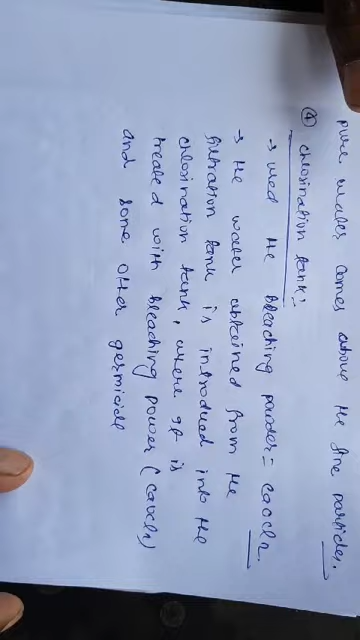 pure water comes above the fine particles.
④ chlorination tank:-
→ used the bleaching powder = caocl2.
→ the water obtained from the
filtration tank is introduced into the
chlorination tank, where it is
treated with bleaching power (caocl2)
and some other germicide